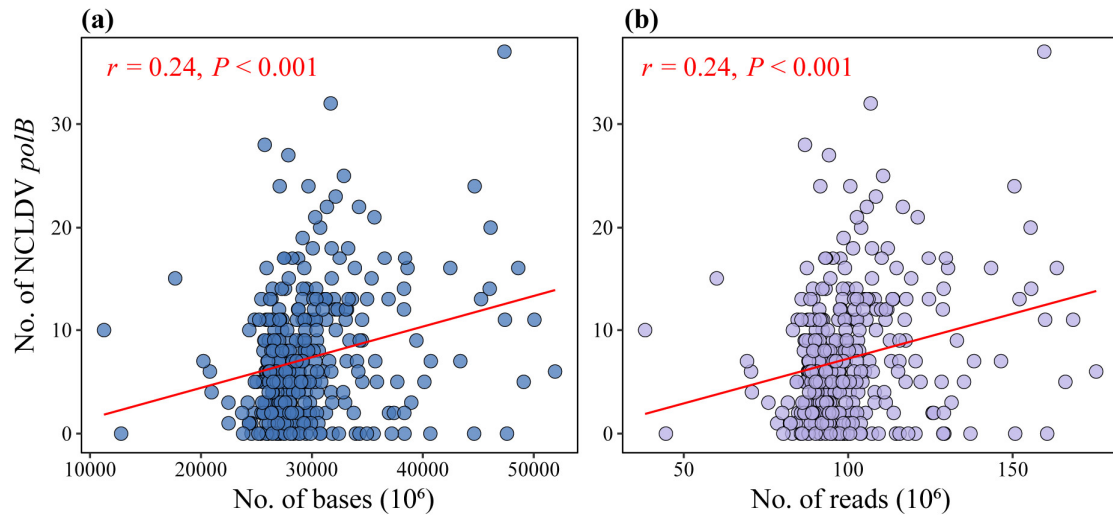 (a)
r = 0.24, P < 0.001
No. of NCLDV polB
30
20
10
0
10000 20000 30000 40000 50000
No. of bases (10⁶)
(b)
r = 0.24, P < 0.001
30
20
10
0
50 100 150
No. of reads (10⁶)